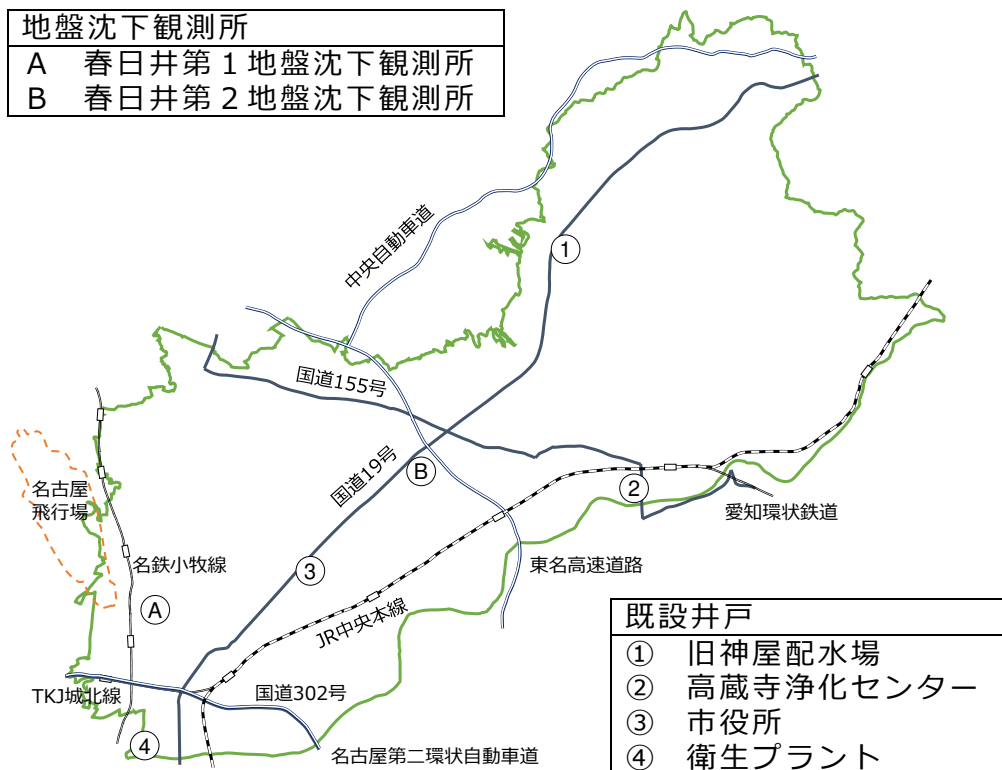 地盤沈下観測所
A 春日井第1地盤沈下観測所
B 春日井第2地盤沈下観測所
中央自動車道
①
国道155号
国道19号
B
②
愛知環状鉄道
名古屋
飛行場
名鉄小牧線
③
東名高速道路
A
JR中央本線
TKJ城北線
国道302号
④
名古屋第二環状自動車道
既設井戸
① 旧神屋配水場
② 高蔵寺浄化センター
③ 市役所
④ 衛生プラント